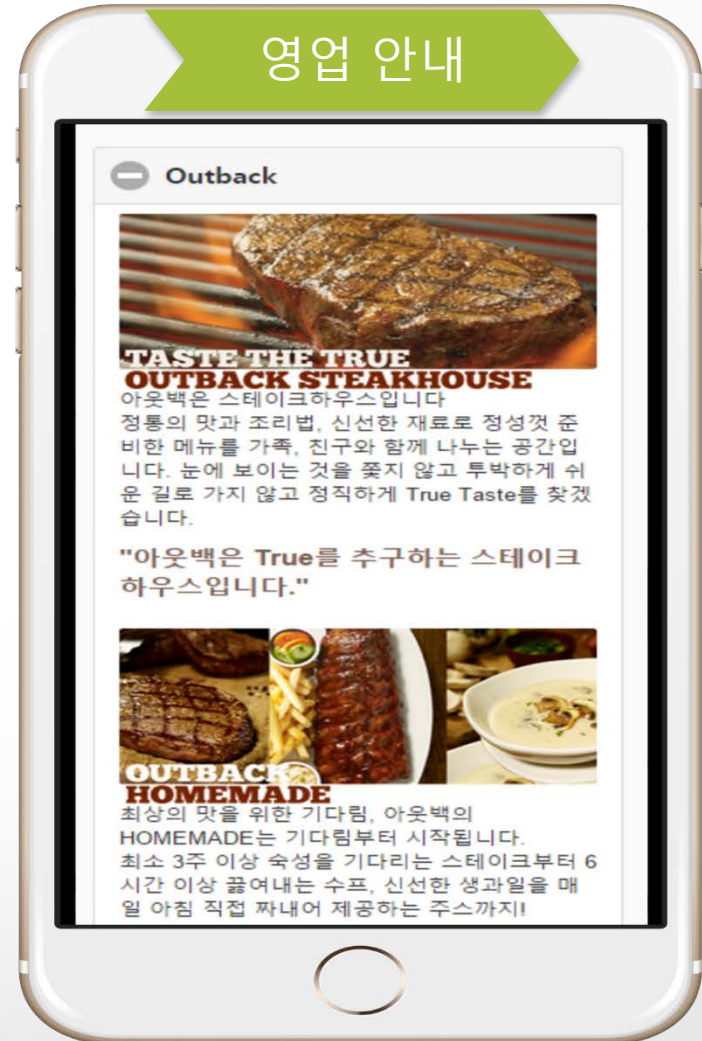 영업 안내
Outback
TASTE THE TRUE
OUTBACK STEAKHOUSE
아웃백은 스테이크하우스입니다
정통의 맛과 조리법, 신선한 재료로 정성껏 준
비한 메뉴를 가족, 친구와 함께 나누는 공간입
니다. 눈에 보이는 것을 쫓지 않고 투박하게 쉬
운 길로 가지 않고 정직하게 True Taste를 찾겠
습니다.
"아웃백은 True를 추구하는 스테이크
하우스입니다."
OUTBACK
HOMEMADE
최상의 맛을 위한 기다림, 아웃백의
HOMEMADE는 기다림부터 시작됩니다.
최소 3주 이상 숙성을 기다리는 스테이크부터 6
시간 이상 끓여내는 수프, 신선한 생과일을 매
일 아침 직접 짜내어 제공하는 주스까지!